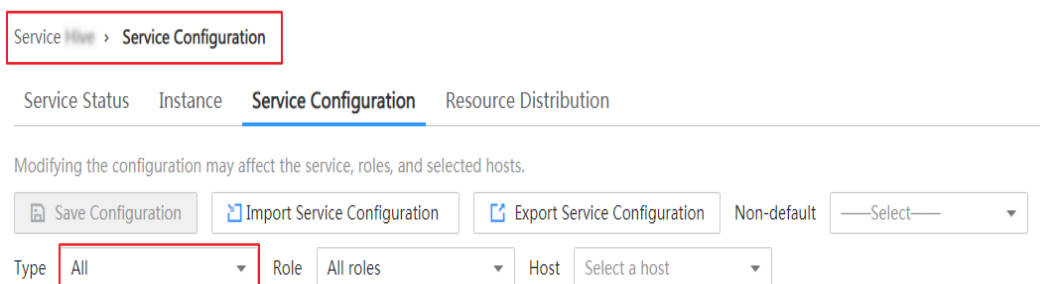 Service › Service Configuration
Service Status Instance Service Configuration Resource Distribution
Modifying the configuration may affect the service, roles, and selected hosts.
Save Configuration Import Service Configuration Export Service Configuration Non-default ——Select——
Type All Role All roles Host Select a host